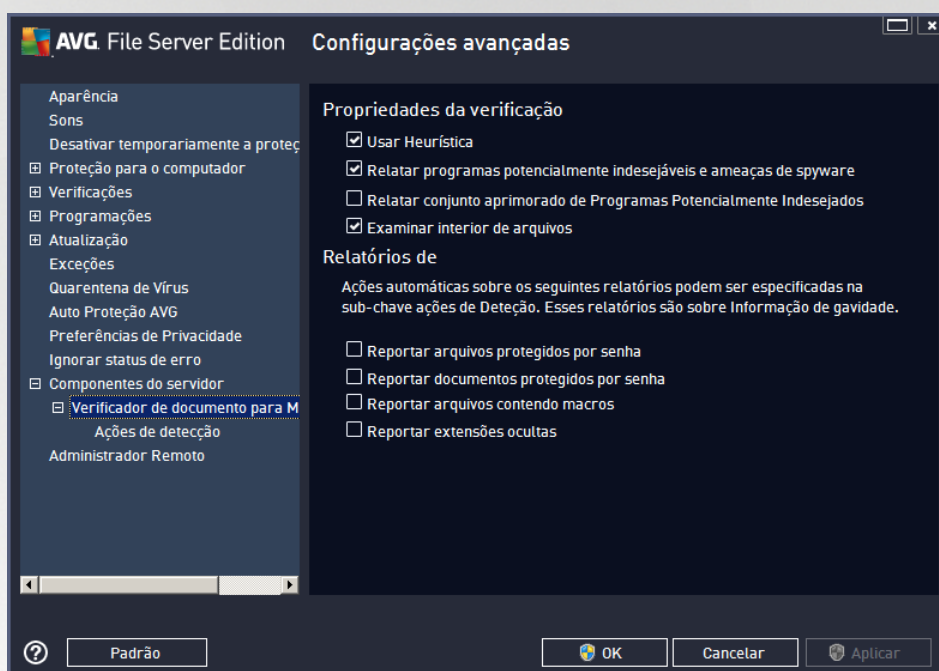 AVG. File Server Edition Configurações avançadas
Aparência
Sons
Desativar temporariamente a proteç
Proteção para o computador
Verificações
Programações
Atualização
Exceções
Quarentena de Vírus
Auto Proteção AVG
Preferências de Privacidade
Ignorar status de erro
Componentes do servidor
Verificador de documento para M
Ações de detecção
Administrador Remoto
Propriedades da verificação
Usar Heurística
Relatar programas potencialmente indesejáveis e ameaças de spyware
Relatar conjunto aprimorado de Programas Potencialmente Indesejados
Examinar interior de arquivos
Relatórios de
Ações automáticas sobre os seguintes relatórios podem ser especificadas na
sub-chave ações de Deteção. Esses relatórios são sobre Informação de gavidade.
Reportar arquivos protegidos por senha
Reportar documentos protegidos por senha
Reportar arquivos contendo macros
Reportar extensões ocultas
? Padrão OK Cancelar Aplicar